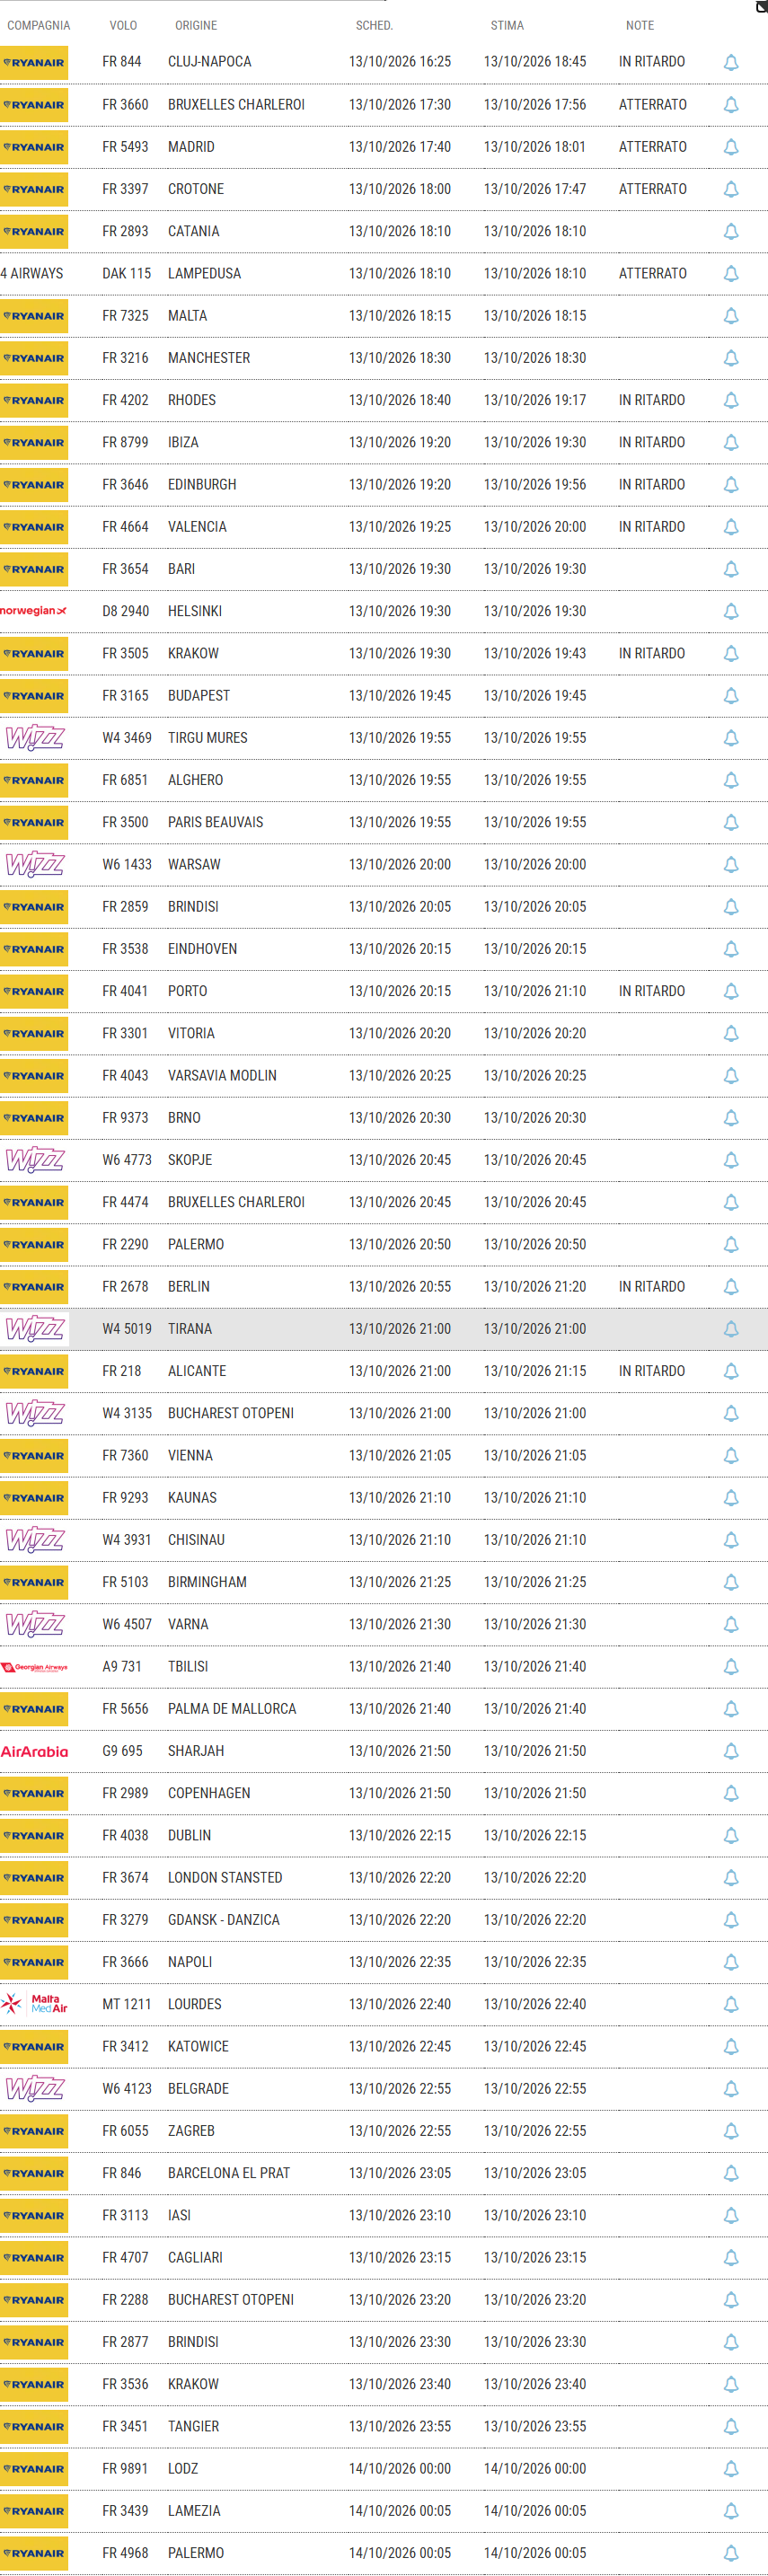 COMPAGNIA VOLO ORIGINE SCHED. STIMA NOTE
RYANAIR FR 844 CLUJ-NAPOCA 13/10/2026 16:25 13/10/2026 18:45 IN RITARDO
RYANAIR FR 3660 BRUXELLES CHARLEROI 13/10/2026 17:30 13/10/2026 17:56 ATTERRATO
RYANAIR FR 5493 MADRID 13/10/2026 17:40 13/10/2026 18:01 ATTERRATO
RYANAIR FR 3397 CROTONE 13/10/2026 18:00 13/10/2026 17:47 ATTERRATO
RYANAIR FR 2893 CATANIA 13/10/2026 18:10 13/10/2026 18:10
4 AIRWAYS DAK 115 LAMPEDUSA 13/10/2026 18:10 13/10/2026 18:10 ATTERRATO
RYANAIR FR 7325 MALTA 13/10/2026 18:15 13/10/2026 18:15
RYANAIR FR 3216 MANCHESTER 13/10/2026 18:30 13/10/2026 18:30
RYANAIR FR 4202 RHODES 13/10/2026 18:40 13/10/2026 19:17 IN RITARDO
RYANAIR FR 8799 IBIZA 13/10/2026 19:20 13/10/2026 19:30 IN RITARDO
RYANAIR FR 3646 EDINBURGH 13/10/2026 19:20 13/10/2026 19:56 IN RITARDO
RYANAIR FR 4664 VALENCIA 13/10/2026 19:25 13/10/2026 20:00 IN RITARDO
RYANAIR FR 3654 BARI 13/10/2026 19:30 13/10/2026 19:30
norwegian D8 2940 HELSINKI 13/10/2026 19:30 13/10/2026 19:30
RYANAIR FR 3505 KRAKOW 13/10/2026 19:30 13/10/2026 19:43 IN RITARDO
RYANAIR FR 3165 BUDAPEST 13/10/2026 19:45 13/10/2026 19:45
WIZZ W4 3469 TIRGU MURES 13/10/2026 19:55 13/10/2026 19:55
RYANAIR FR 6851 ALGHERO 13/10/2026 19:55 13/10/2026 19:55
RYANAIR FR 3500 PARIS BEAUVAIS 13/10/2026 19:55 13/10/2026 19:55
WIZZ W6 1433 WARSAW 13/10/2026 20:00 13/10/2026 20:00
RYANAIR FR 2859 BRINDISI 13/10/2026 20:05 13/10/2026 20:05
RYANAIR FR 3538 EINDHOVEN 13/10/2026 20:15 13/10/2026 20:15
RYANAIR FR 4041 PORTO 13/10/2026 20:15 13/10/2026 21:10 IN RITARDO
RYANAIR FR 3301 VITORIA 13/10/2026 20:20 13/10/2026 20:20
RYANAIR FR 4043 VARSAVIA MODLIN 13/10/2026 20:25 13/10/2026 20:25
RYANAIR FR 9373 BRNO 13/10/2026 20:30 13/10/2026 20:30
WIZZ W6 4773 SKOPJE 13/10/2026 20:45 13/10/2026 20:45
RYANAIR FR 4474 BRUXELLES CHARLEROI 13/10/2026 20:45 13/10/2026 20:45
RYANAIR FR 2290 PALERMO 13/10/2026 20:50 13/10/2026 20:50
RYANAIR FR 2678 BERLIN 13/10/2026 20:55 13/10/2026 21:20 IN RITARDO
WIZZ W4 5019 TIRANA 13/10/2026 21:00 13/10/2026 21:00
RYANAIR FR 218 ALICANTE 13/10/2026 21:00 13/10/2026 21:15 IN RITARDO
WIZZ W4 3135 BUCHAREST OTOPENI 13/10/2026 21:00 13/10/2026 21:00
RYANAIR FR 7360 VIENNA 13/10/2026 21:05 13/10/2026 21:05
RYANAIR FR 9293 KAUNAS 13/10/2026 21:10 13/10/2026 21:10
WIZZ W4 3931 CHISINAU 13/10/2026 21:10 13/10/2026 21:10
RYANAIR FR 5103 BIRMINGHAM 13/10/2026 21:25 13/10/2026 21:25
WIZZ W6 4507 VARNA 13/10/2026 21:30 13/10/2026 21:30
Georgian Airways A9 731 TBILISI 13/10/2026 21:40 13/10/2026 21:40
RYANAIR FR 5656 PALMA DE MALLORCA 13/10/2026 21:40 13/10/2026 21:40
AirArabia G9 695 SHARJAH 13/10/2026 21:50 13/10/2026 21:50
RYANAIR FR 2989 COPENHAGEN 13/10/2026 21:50 13/10/2026 21:50
RYANAIR FR 4038 DUBLIN 13/10/2026 22:15 13/10/2026 22:15
RYANAIR FR 3674 LONDON STANSTED 13/10/2026 22:20 13/10/2026 22:20
RYANAIR FR 3279 GDANSK - DANZICA 13/10/2026 22:20 13/10/2026 22:20
RYANAIR FR 3666 NAPOLI 13/10/2026 22:35 13/10/2026 22:35
Malta MedAir MT 1211 LOURDES 13/10/2026 22:40 13/10/2026 22:40
RYANAIR FR 3412 KATOWICE 13/10/2026 22:45 13/10/2026 22:45
WIZZ W6 4123 BELGRADE 13/10/2026 22:55 13/10/2026 22:55
RYANAIR FR 6055 ZAGREB 13/10/2026 22:55 13/10/2026 22:55
RYANAIR FR 846 BARCELONA EL PRAT 13/10/2026 23:05 13/10/2026 23:05
RYANAIR FR 3113 IASI 13/10/2026 23:10 13/10/2026 23:10
RYANAIR FR 4707 CAGLIARI 13/10/2026 23:15 13/10/2026 23:15
RYANAIR FR 2288 BUCHAREST OTOPENI 13/10/2026 23:20 13/10/2026 23:20
RYANAIR FR 2877 BRINDISI 13/10/2026 23:30 13/10/2026 23:30
RYANAIR FR 3536 KRAKOW 13/10/2026 23:40 13/10/2026 23:40
RYANAIR FR 3451 TANGIER 13/10/2026 23:55 13/10/2026 23:55
RYANAIR FR 9891 LODZ 14/10/2026 00:00 14/10/2026 00:00
RYANAIR FR 3439 LAMEZIA 14/10/2026 00:05 14/10/2026 00:05
RYANAIR FR 4968 PALERMO 14/10/2026 00:05 14/10/2026 00:05